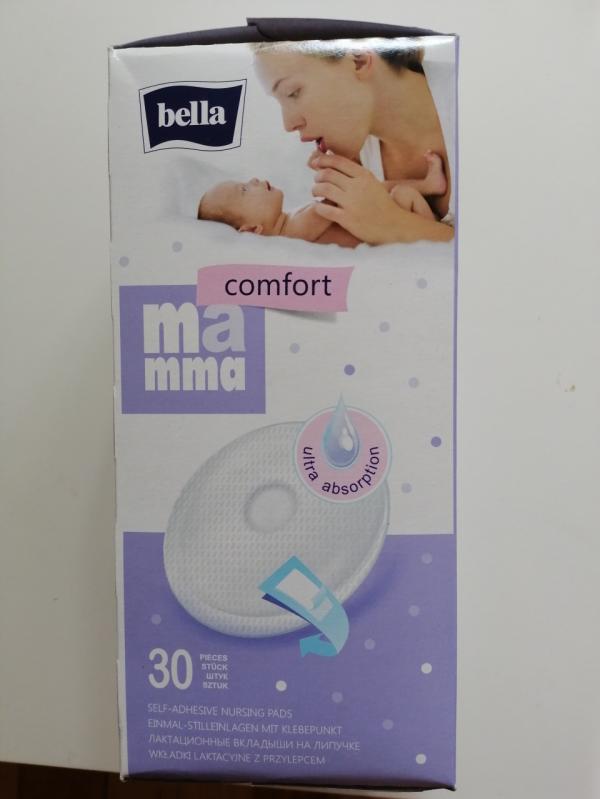 bella
comfort
ma
mma
ultra absorption
30
PIECES
STÜCK
ШТУК
SZTUK
SELF-ADHESIVE NURSING PADS
EINMAL-STILLEINLAGEN MIT KLEBEPUNKT
ЛАКТАЦИОННЫЕ ВКЛАДЫШИ НА ЛИПУЧКЕ
WKŁADKI LAKTACYJNE Z PRZYLEPCEM